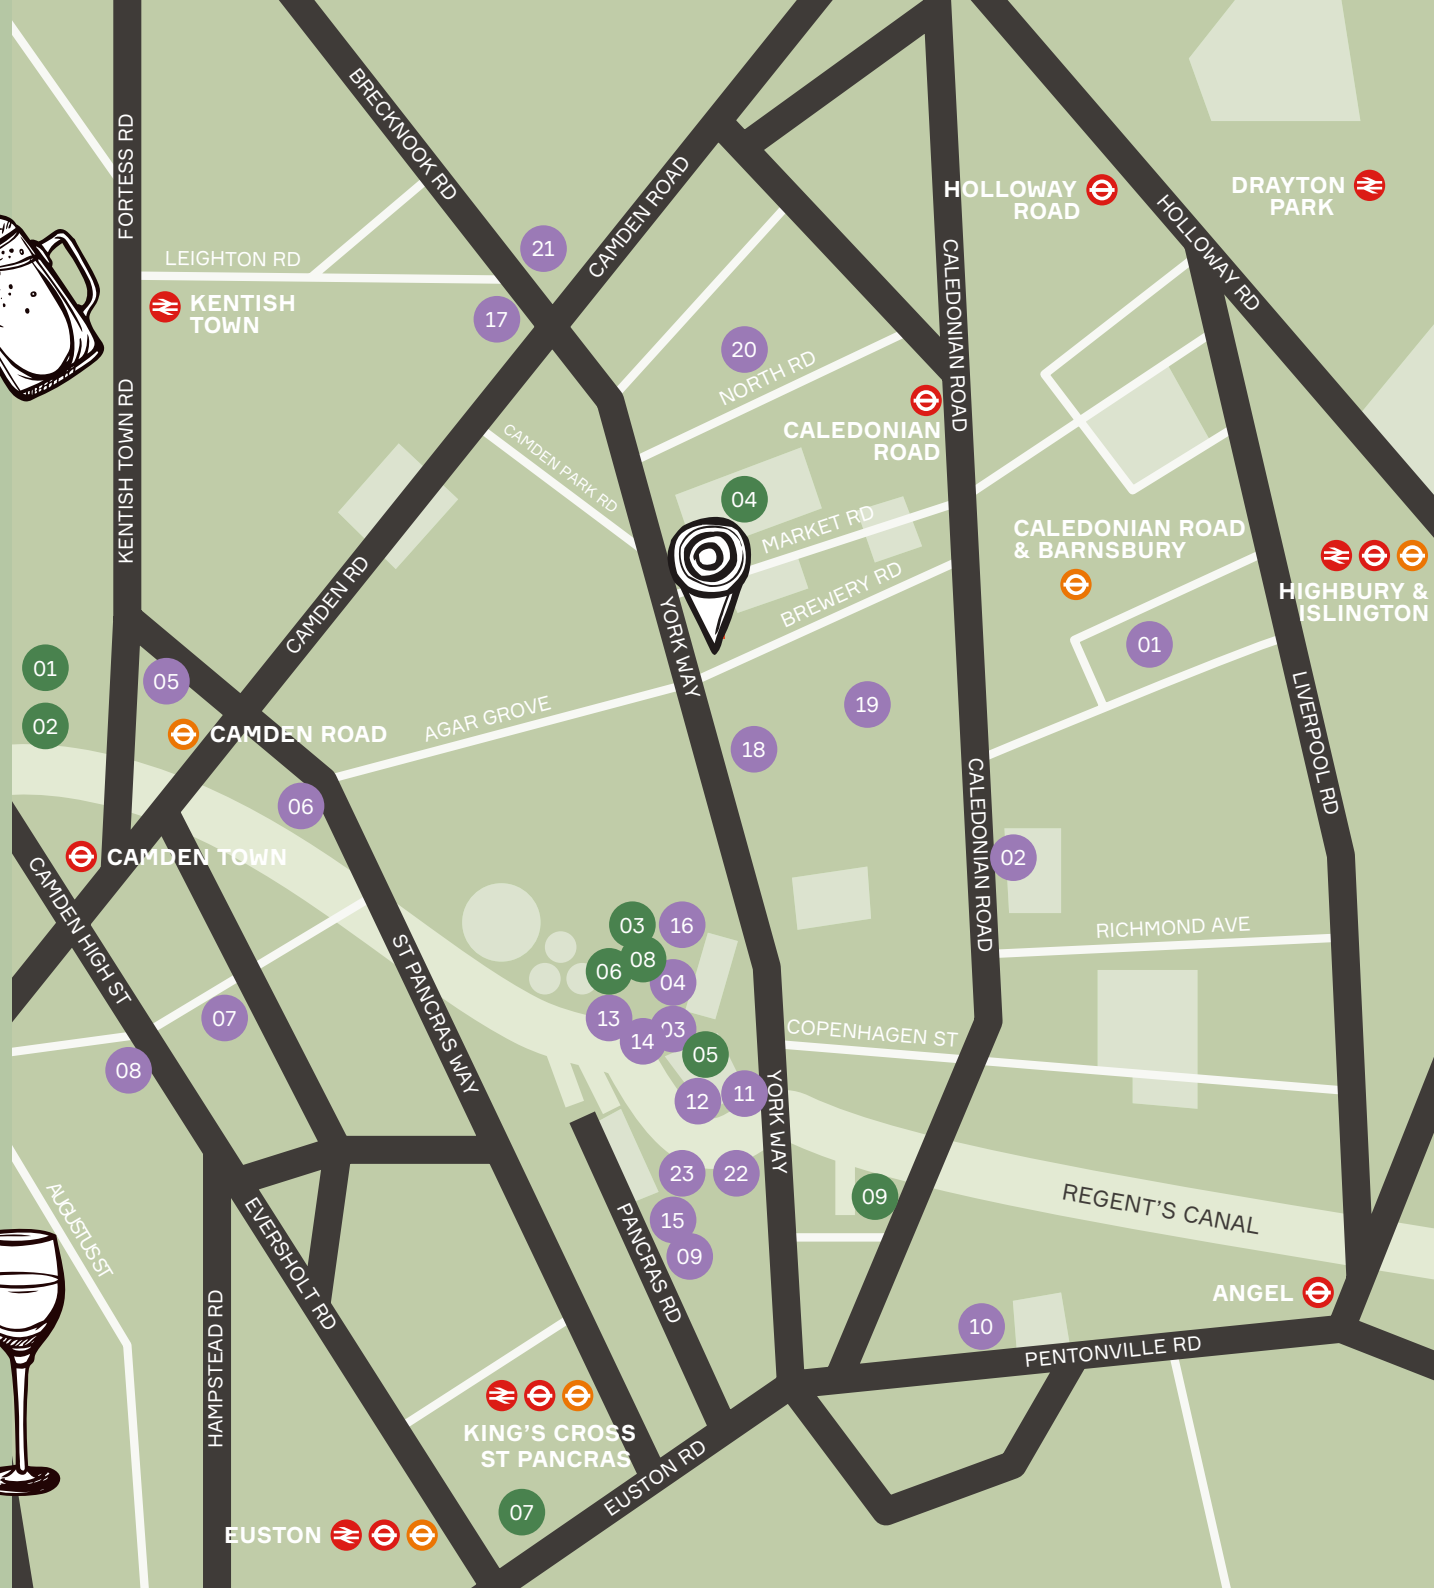 FORTESS RD
BRECKNOOK RD
CAMDEN ROAD
HOLLOWAY
ROAD
DRAYTON
PARK
HOLLOWAY RD
LEIGHTON RD
21
KENTISH
TOWN
17
20
NORTH RD
CALEDONIAN ROAD
CALEDONIAN
ROAD
KENTISH TOWN RD
CAMDEN PARK RD
04
MARKET RD
CALEDONIAN ROAD
& BARNSBURY
HIGHBURY &
ISLINGTON
BREWERY RD
CAMDEN RD
YORK WAY
01
02
05
01
CAMDEN ROAD
AGAR GROVE
19
18
LIVERPOOL RD
06
CAMDEN TOWN
CALEDONIAN ROAD
02
CAMDEN HIGH ST
ST PANCRAS WAY
03
16
06
08
04
RICHMOND AVE
07
08
13
03
14
05
COPENHAGEN ST
12
11
YORK WAY
23
22
09
REGENT'S CANAL
AUGUSTUS ST
EVERSHOLT RD
PANCRAS RD
15
09
ANGEL
HAMPSTEAD RD
10
PENTONVILLE RD
KING'S CROSS
ST PANCRAS
EUSTON RD
07
EUSTON